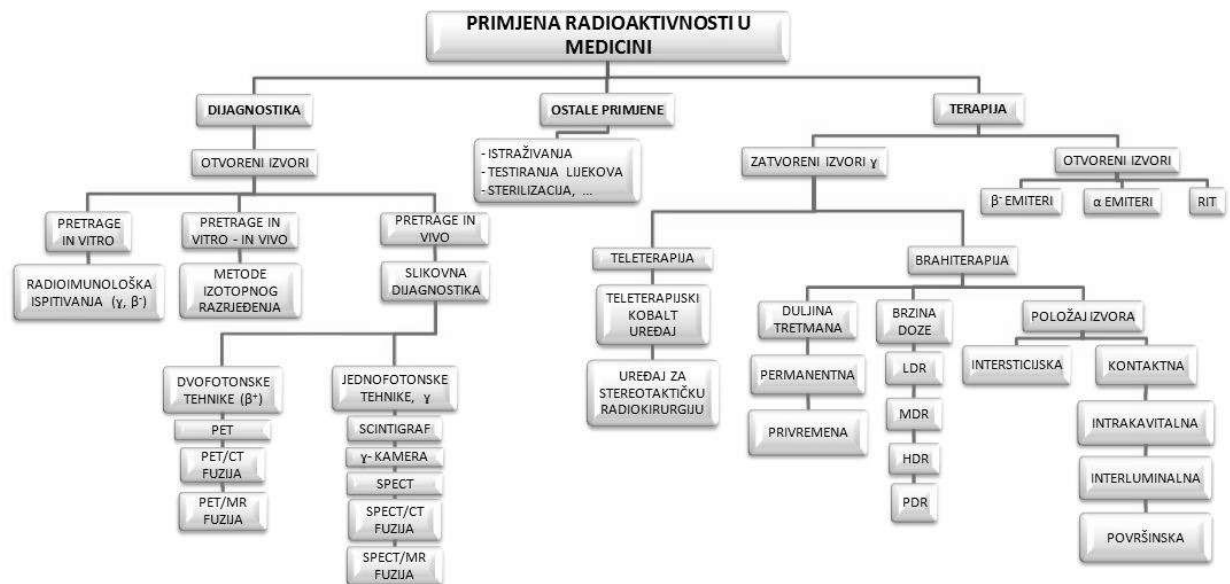 PRIMJENA RADIOAKTIVNOSTI U
MEDICINI
DIJAGNOSTIKA
OSTALE PRIMJENE
TERAPIJA
OTVORENI IZVORI
- ISTRAŽIVANJA
- TESTIRANJA LIJEKOVA
- STERILIZACIJA, ...
ZATVORENI IZVORI γ
OTVORENI IZVORI
β⁻ EMITERI
α EMITERI
RIT
PRETRAGE
IN VITRO
PRETRAGE IN
VITRO - IN VIVO
PRETRAGE IN
VIVO
RADIOIMUNOLOŠKA
ISPITIVANJA (γ, β⁻)
METODE
IZOTOPNOG
RAZRJEĐENJA
SLIKOVNA
DIJAGNOSTIKA
TELETERAPIJA
BRAHITERAPIJA
TELETERAPIJSKI
KOBALT
UREĐAJ
UREĐAJ ZA
STEREOTAKTIČKU
RADIOKIRURGIJU
DULJINA
TRETMANA
PERMANENTNA
PRIVREMENA
BRZINA
DOZE
LDR
MDR
HDR
PDR
POLOŽAJ IZVORA
INTERSTICIJSKA
KONTAKTNA
INTRAKAVITALNA
INTERLUMINALNA
POVRŠINSKA
DVOFOTONSKE
TEHNIKE (β⁺)
PET
PET/CT
FUZIJA
PET/MR
FUZIJA
JEDNOFOTONSKE
TEHNIKE, γ
SCINTIGRAF
γ- KAMERA
SPECT
SPECT/CT
FUZIJA
SPECT/MR
FUZIJA